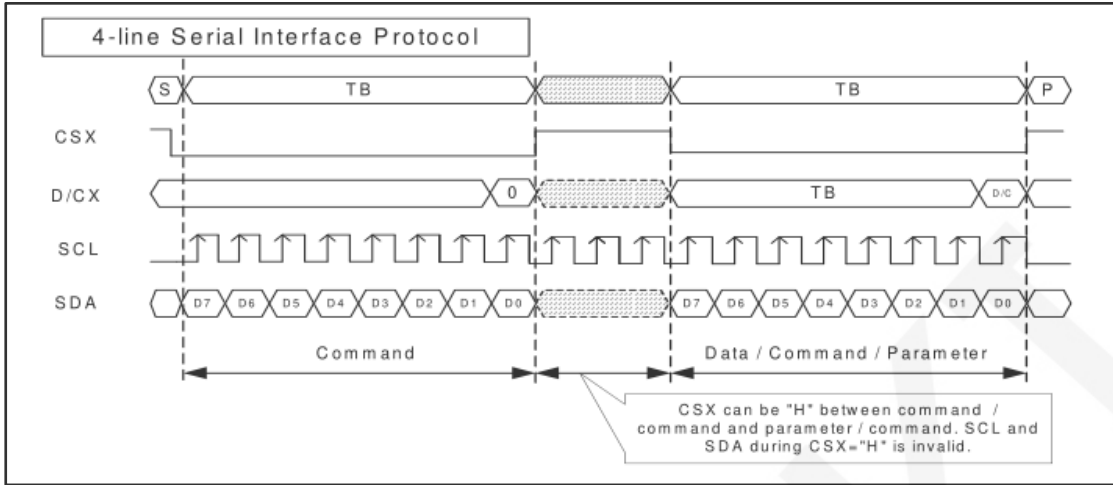 4-line Serial Interface Protocol
S TB TB P
CSX
D/CX 0 TB D/C
SCL
SDA D7 D6 D5 D4 D3 D2 D1 D0 D7 D6 D5 D4 D3 D2 D1 D0
Command Data / Command / Parameter
CSX can be "H" between command /
command and parameter / command. SCL and
SDA during CSX="H" is invalid.